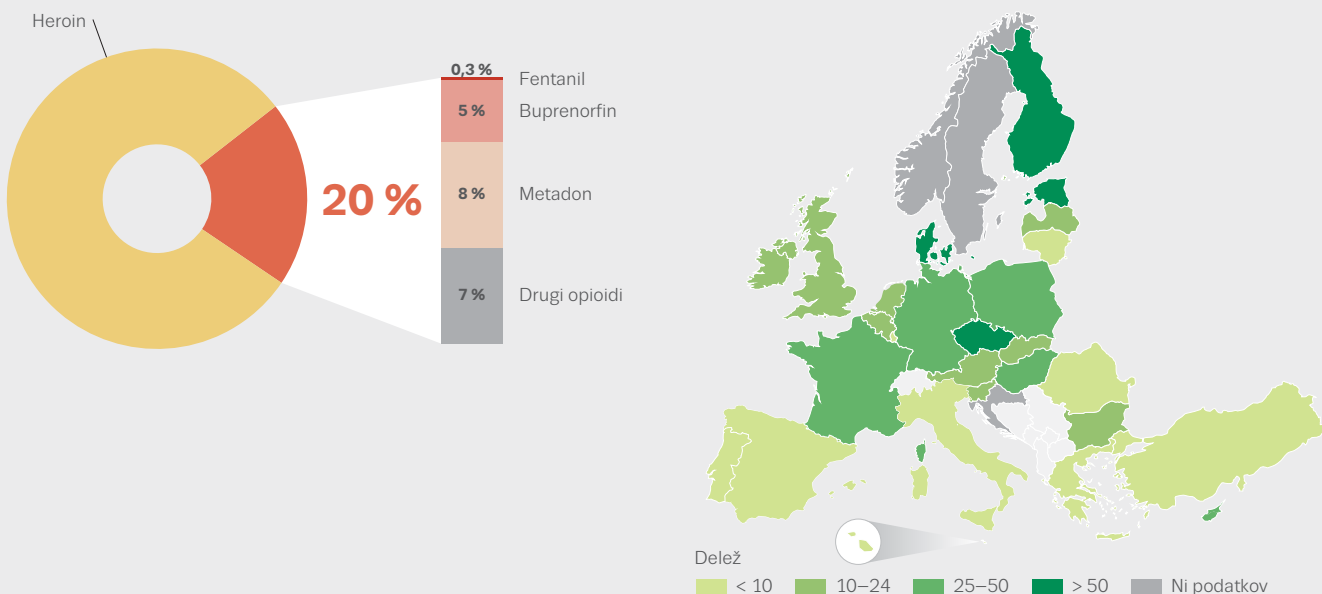 Heroin
0,3 %
Fentanil
5 %
Buprenorfin
20 %
8 %
Metadon
7 %
Drugi opioidi
Delež
< 10
10–24
25–50
> 50
Ni podatkov